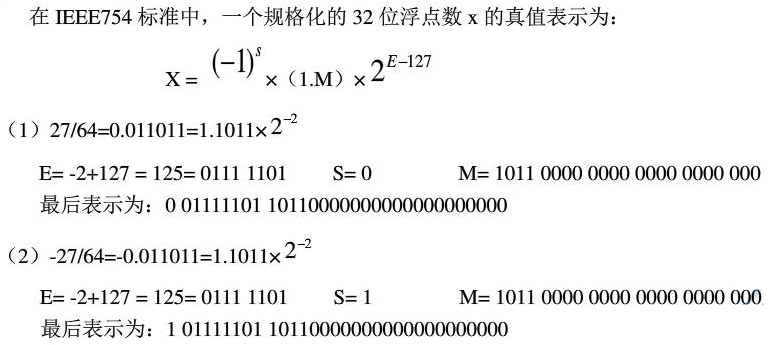 在 IEEE754 标准中，一个规格化的 32 位浮点数 x 的真值表示为：
X = (−1)^s ×（1.M）× 2^{E−127}
（1）27/64=0.011011=1.1011×2^{−2}
E= -2+127 = 125= 0111 1101 S= 0 M= 1011 0000 0000 0000 0000 000
最后表示为：0 01111101 10110000000000000000000
（2）-27/64=-0.011011=1.1011×2^{−2}
E= -2+127 = 125= 0111 1101 S= 1 M= 1011 0000 0000 0000 0000 000
最后表示为：1 01111101 10110000000000000000000